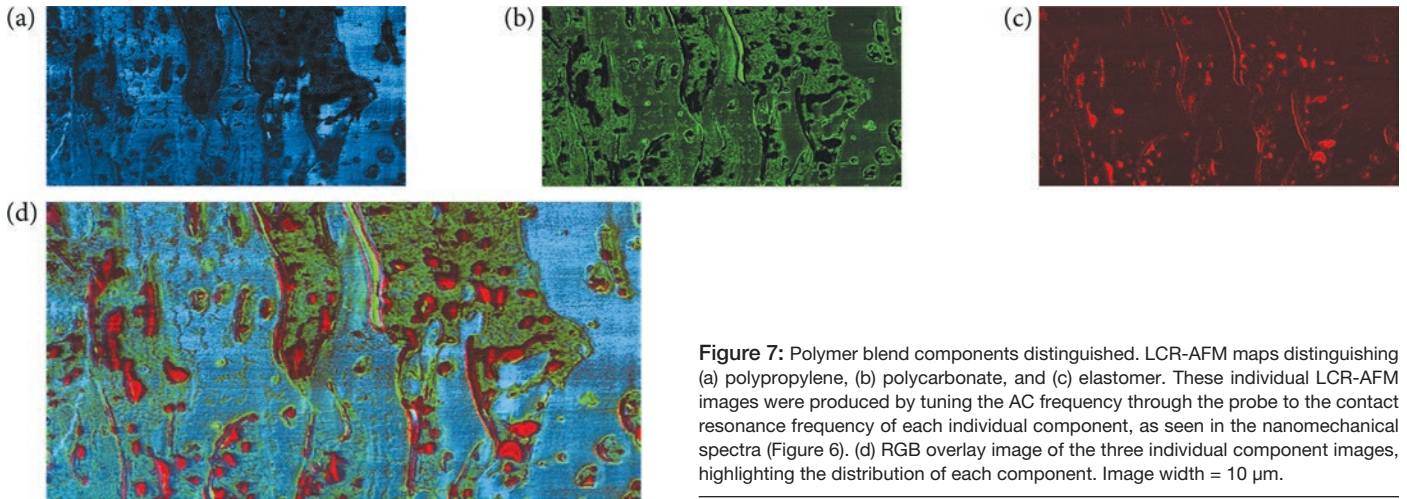 (a)
(b)
(c)
(d)
Figure 7: Polymer blend components distinguished. LCR-AFM maps distinguishing
(a) polypropylene, (b) polycarbonate, and (c) elastomer. These individual LCR-AFM
images were produced by tuning the AC frequency through the probe to the contact
resonance frequency of each individual component, as seen in the nanomechanical
spectra (Figure 6). (d) RGB overlay image of the three individual component images,
highlighting the distribution of each component. Image width = 10 µm.